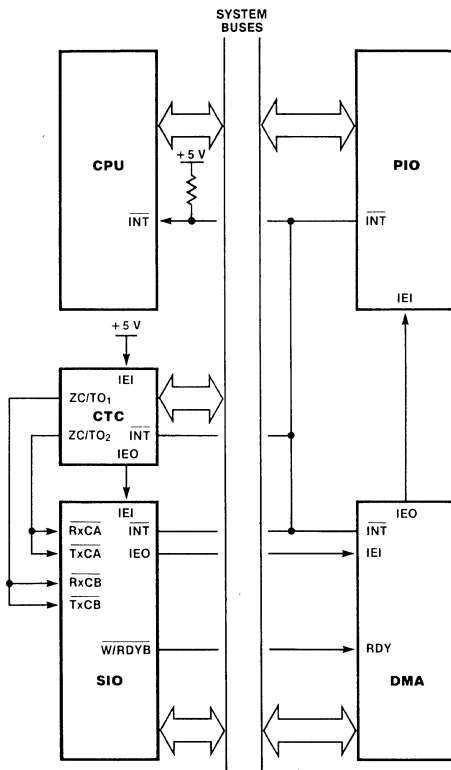 SYSTEM
BUSES
CPU
+5 V
INT
PIO
INT
IEI
+5 V
IEI
ZC/TO1
CTC
ZC/TO2
INT
IEO
IEI
RxCA
INT
TxCA
IEO
RxCB
TxCB
W/RDYB
SIO
IEO
INT
IEI
RDY
DMA